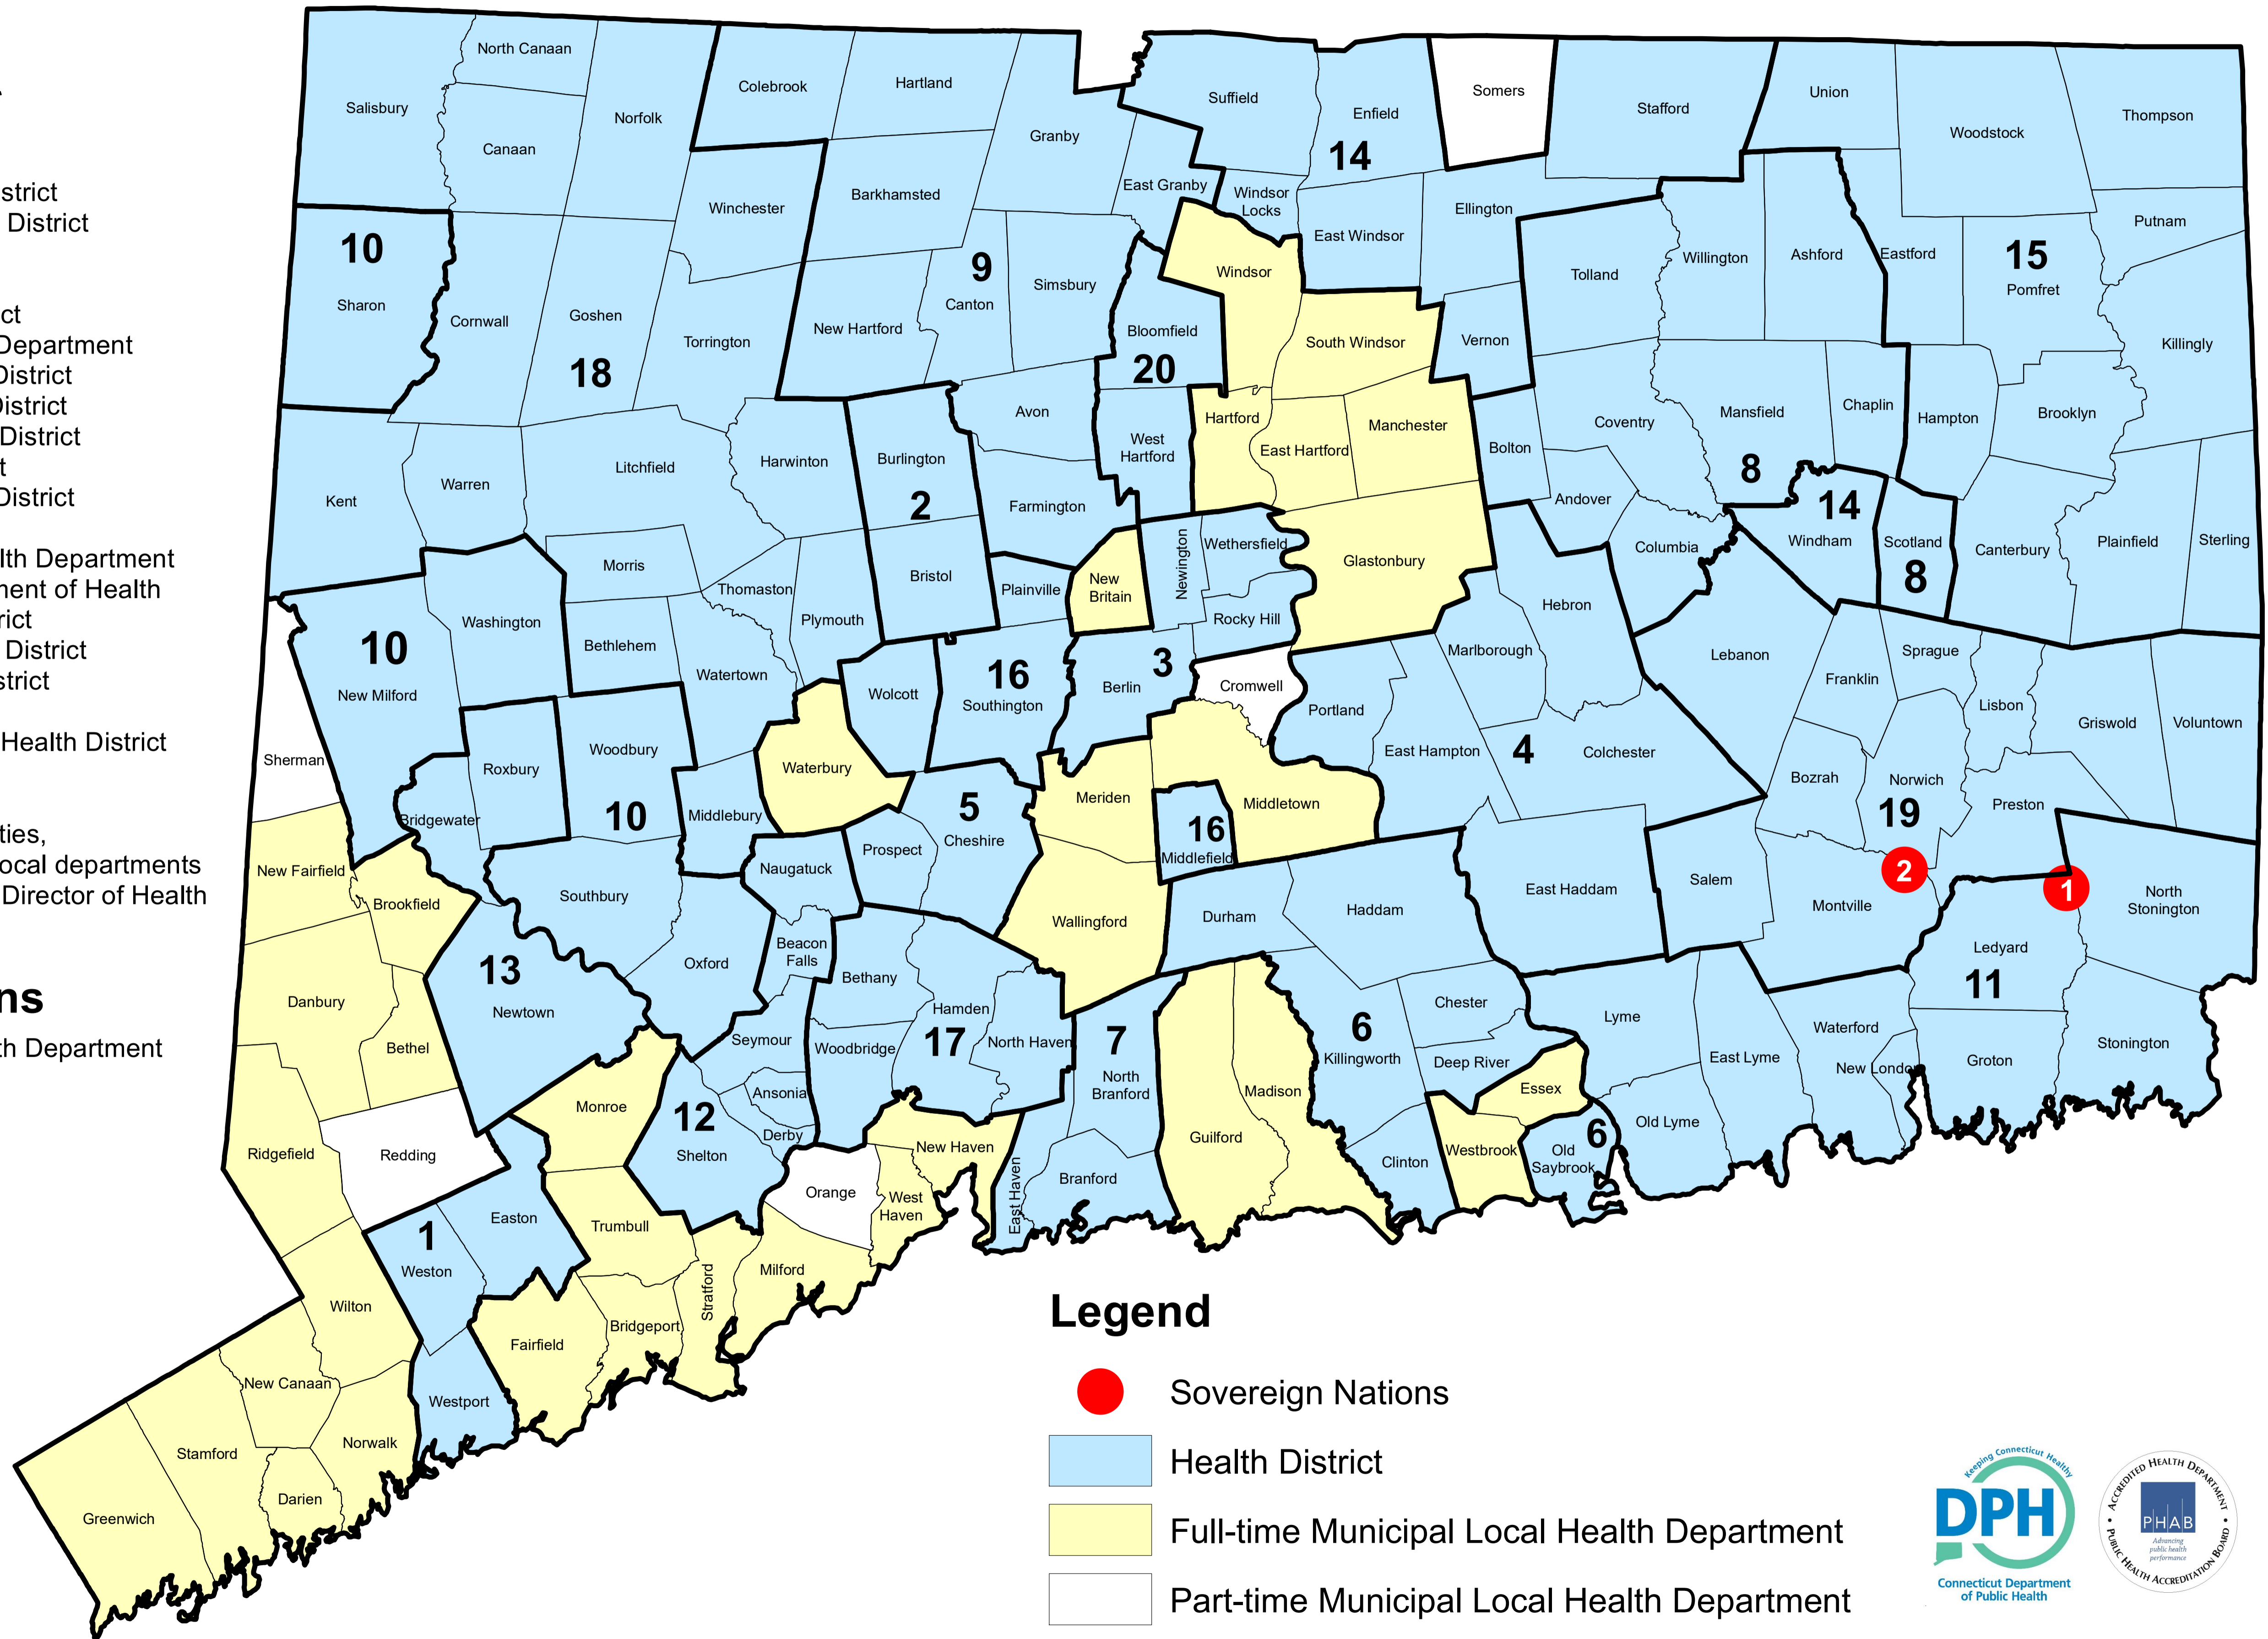 strict
District
ct
Department
District
District
District
t
District
lth Department
ment of Health
rict
District
strict
Health District
ties,
ocal departments
Director of Health
ns
th Department
North Canaan
Salisbury
Canaan
Norfolk
Colebrook
Hartland
Granby
Suffield
Enfield
14
Somers
Stafford
Union
Woodstock
Thompson
Winchester
Barkhamsted
East Granby
Windsor
Locks
East Windsor
Ellington
Putnam
10
Sharon
Cornwall
Goshen
18
Torrington
New Hartford
9
Canton
Simsbury
Bloomfield
20
Windsor
South Windsor
Vernon
Tolland
Willington
Ashford
Eastford
15
Pomfret
Killingly
Kent
Warren
Litchfield
Harwinton
Burlington
2
Avon
Farmington
West
Hartford
Hartford
East Hartford
Manchester
Bolton
Coventry
Andover
Mansfield
8
Chaplin
Hampton
Brooklyn
Morris
Thomaston
Plymouth
Bristol
Plainville
New
Britain
Newington
Wethersfield
Rocky Hill
Glastonbury
Hebron
Columbia
14
Windham
Scotland
8
Canterbury
Plainfield
Sterling
10
New Milford
Washington
Bethlehem
Watertown
Wolcott
16
Southington
3
Berlin
Cromwell
Portland
Marlborough
Lebanon
Franklin
Sprague
Lisbon
Griswold
Voluntown
Sherman
Roxbury
Woodbury
10
Bridgewater
Middlebury
Waterbury
5
Cheshire
Prospect
Meriden
16
Middlefield
Middletown
East Hampton
4
Colchester
Bozrah
Norwich
19
Preston
New Fairfield
Brookfield
Southbury
Naugatuck
Wallingford
Durham
Haddam
East Haddam
Salem
Montville
2
1
North
Stonington
Danbury
Bethel
13
Newtown
Oxford
Beacon
Falls
Bethany
Hamden
17
North Haven
Woodbridge
Seymour
Ansonia
Derby
7
North
Branford
Guilford
Madison
6
Killingworth
Chester
Deep River
Essex
Lyme
East Lyme
Waterford
New London
Ledyard
11
Groton
Stonington
Ridgefield
Redding
Monroe
12
Shelton
Orange
New Haven
West
Haven
East Haven
Branford
Clinton
Westbrook
Old
Saybrook
6
Old Lyme
1
Weston
Easton
Trumbull
Stratford
Milford
Wilton
Fairfield
Bridgeport
New Canaan
Westport
Norwalk
Stamford
Darien
Greenwich
Legend
Sovereign Nations
Health District
Full-time Municipal Local Health Department
Part-time Municipal Local Health Department
Keeping Connecticut Healthy
DPH
Connecticut Department
of Public Health
ACCREDITED HEALTH DEPARTMENT
PHAB
Advancing
public health
performance
PUBLIC HEALTH ACCREDITATION BOARD